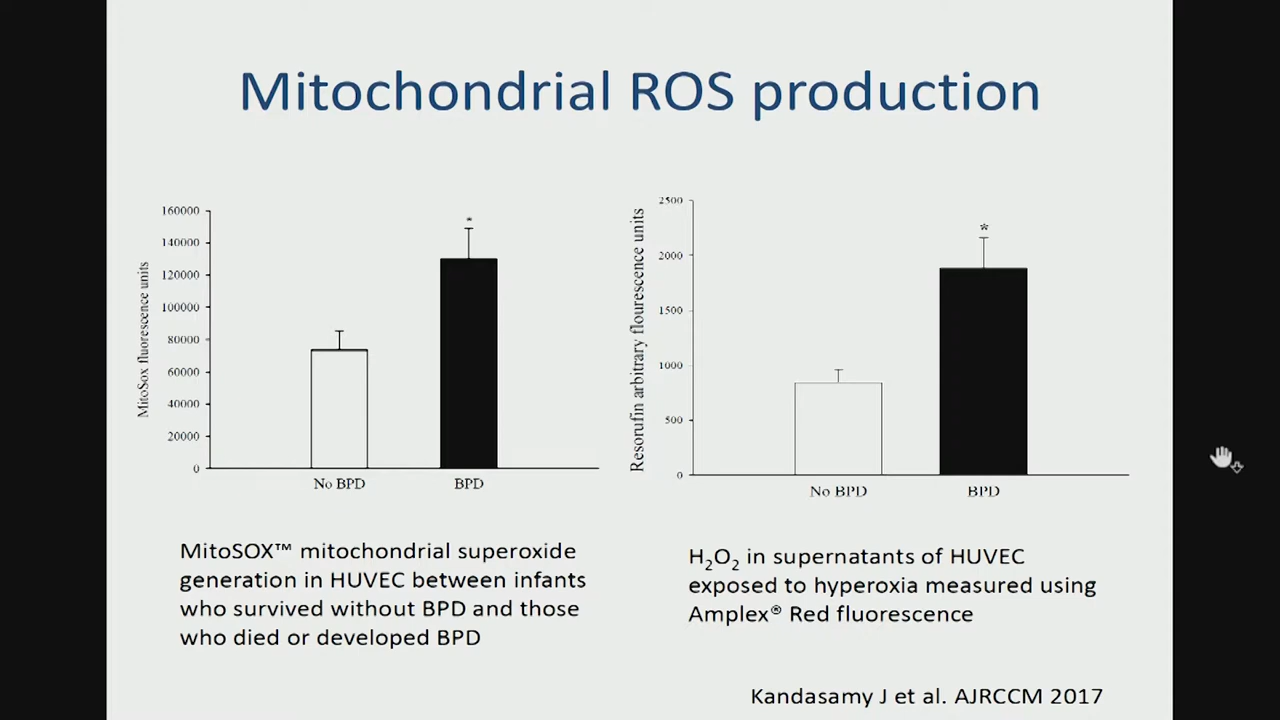 Mitochondrial ROS production
MitoSox fluorescence units
160000
140000
120000
100000
80000
60000
40000
20000
0
No BPD
BPD
*
Resorufin arbitrary flourescence units
2500
2000
1500
1000
500
0
No BPD
BPD
*
MitoSOX™ mitochondrial superoxide
generation in HUVEC between infants
who survived without BPD and those
who died or developed BPD
H₂O₂ in supernatants of HUVEC
exposed to hyperoxia measured using
Amplex® Red fluorescence
Kandasamy J et al. AJRCCM 2017